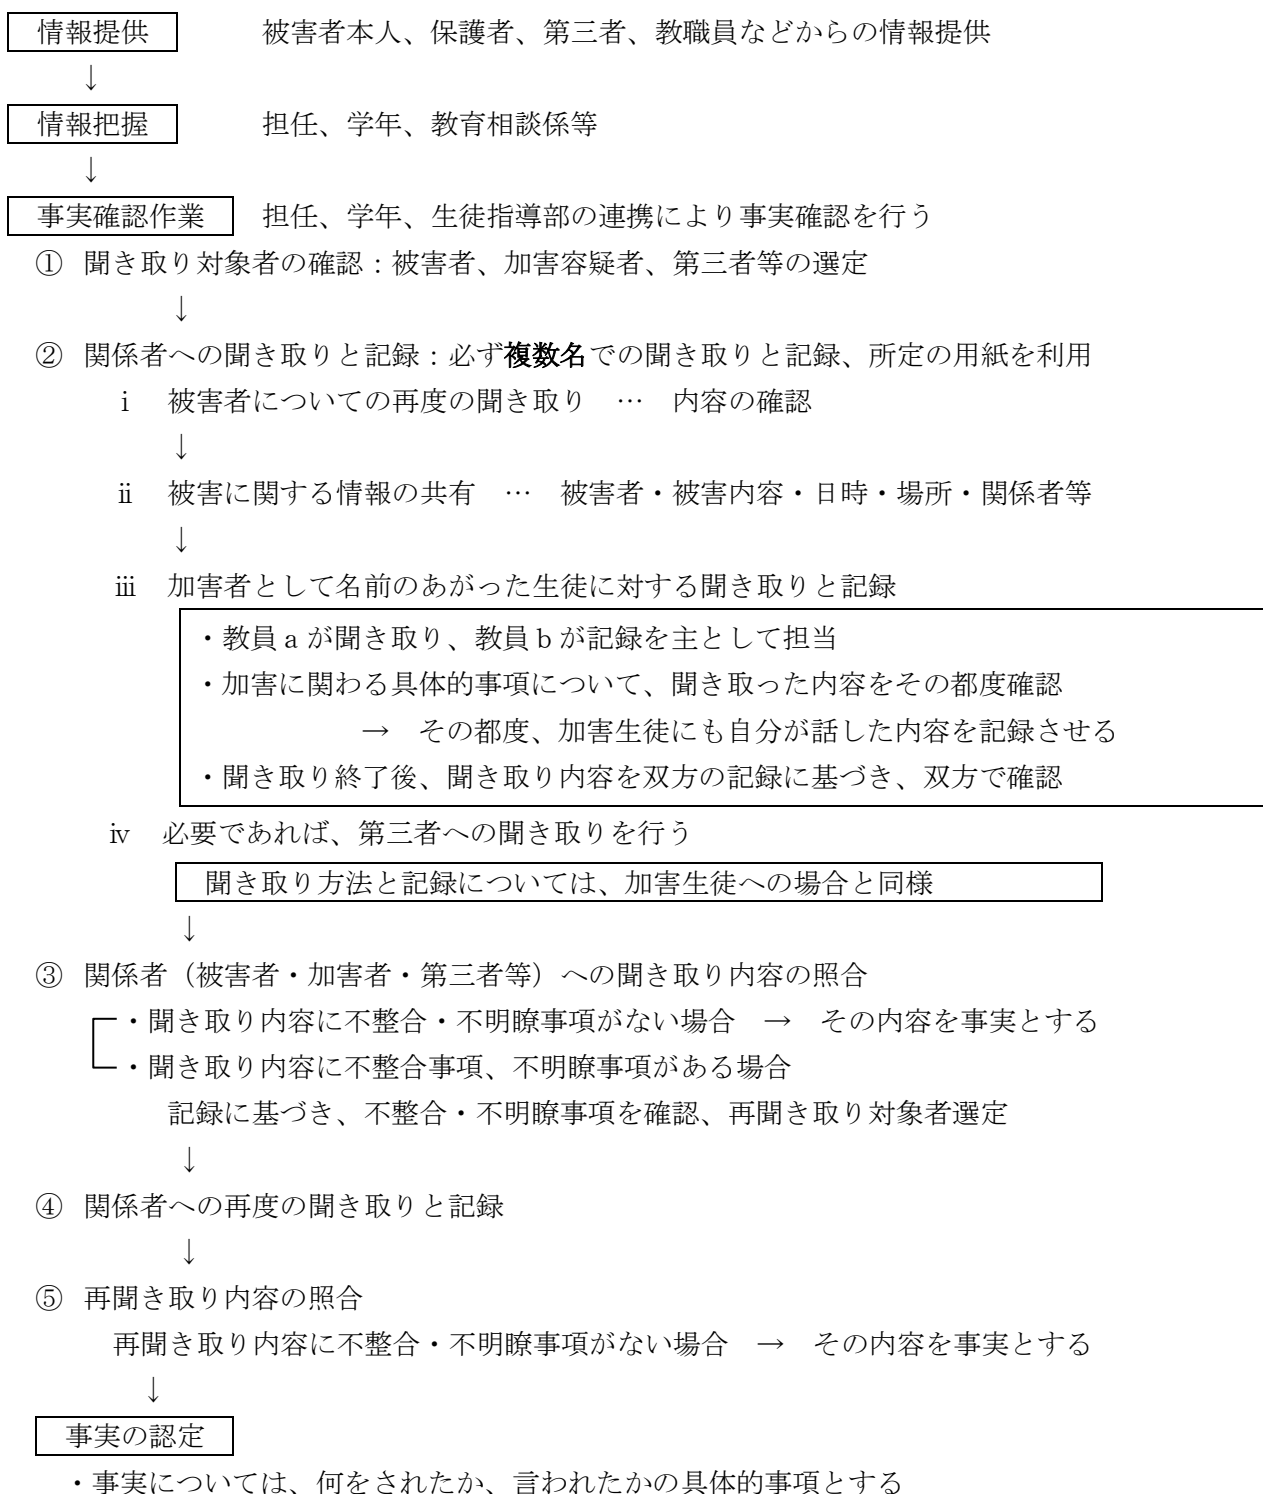 情報提供　被害者本人、保護者、第三者、教職員などからの情報提供
↓
情報把握　担任、学年、教育相談係等
↓
事実確認作業　担任、学年、生徒指導部の連携により事実確認を行う
① 聞き取り対象者の確認：被害者、加害容疑者、第三者等の選定
↓
② 関係者への聞き取りと記録：必ず複数名での聞き取りと記録、所定の用紙を利用
ⅰ　被害者についての再度の聞き取り　…　内容の確認
↓
ⅱ　被害に関する情報の共有　…　被害者・被害内容・日時・場所・関係者等
↓
ⅲ　加害者として名前のあがった生徒に対する聞き取りと記録
・教員ａが聞き取り、教員ｂが記録を主として担当
・加害に関わる具体的事項について、聞き取った内容をその都度確認
→　その都度、加害生徒にも自分が話した内容を記録させる
・聞き取り終了後、聞き取り内容を双方の記録に基づき、双方で確認
ⅳ　必要であれば、第三者への聞き取りを行う
聞き取り方法と記録については、加害生徒への場合と同様
↓
③ 関係者（被害者・加害者・第三者等）への聞き取り内容の照合
・聞き取り内容に不整合・不明瞭事項がない場合　→　その内容を事実とする
・聞き取り内容に不整合事項、不明瞭事項がある場合
記録に基づき、不整合・不明瞭事項を確認、再聞き取り対象者選定
↓
④ 関係者への再度の聞き取りと記録
↓
⑤ 再聞き取り内容の照合
再聞き取り内容に不整合・不明瞭事項がない場合　→　その内容を事実とする
↓
事実の認定
・事実については、何をされたか、言われたかの具体的事項とする